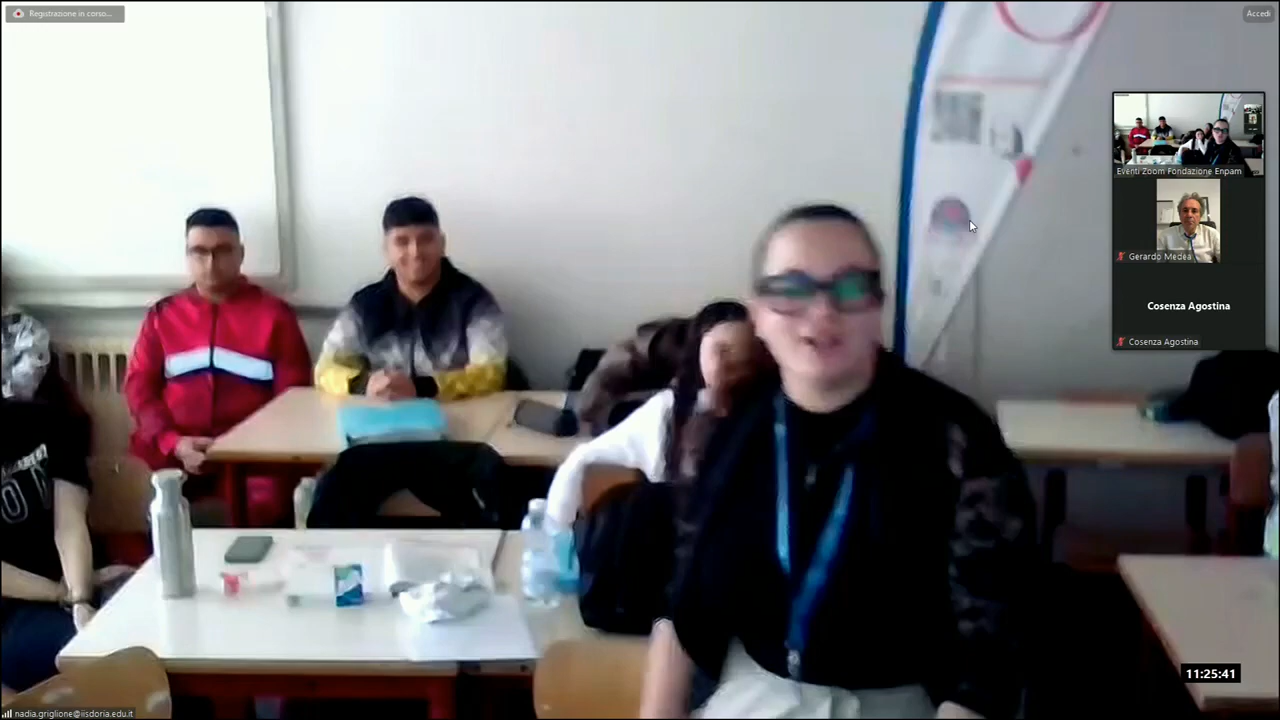 Registrazione in corso...
Accedi
Eventi Zoom Fondazione Enpam
Gerardo Medea
Cosenza Agostina
Cosenza Agostina
11:25:41
nadia.griglione@iisdoria.edu.it